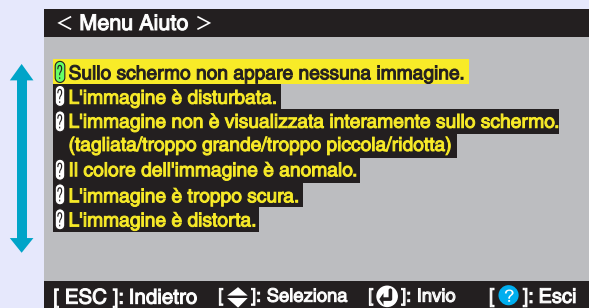 < Menu Aiuto >
? Sullo schermo non appare nessuna immagine.
? L'immagine è disturbata.
? L'immagine non è visualizzata interamente sullo schermo.
(tagliata/troppo grande/troppo piccola/ridotta)
? Il colore dell'immagine è anomalo.
? L'immagine è troppo scura.
? L'immagine è distorta.
[ ESC ]: Indietro [ ]: Seleziona [ ]: Invio [ ? ]: Esci